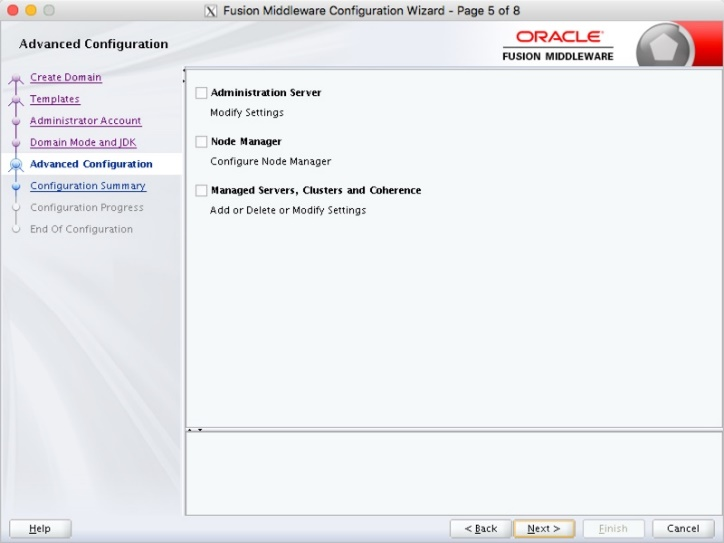 Fusion Middleware Configuration Wizard - Page 5 of 8
Advanced Configuration
ORACLE
FUSION MIDDLEWARE
Create Domain
Templates
Administrator Account
Domain Mode and JDK
Advanced Configuration
Configuration Summary
Configuration Progress
End Of Configuration
Administration Server
Modify Settings
Node Manager
Configure Node Manager
Managed Servers, Clusters and Coherence
Add or Delete or Modify Settings
Help
< Back
Next >
Finish
Cancel